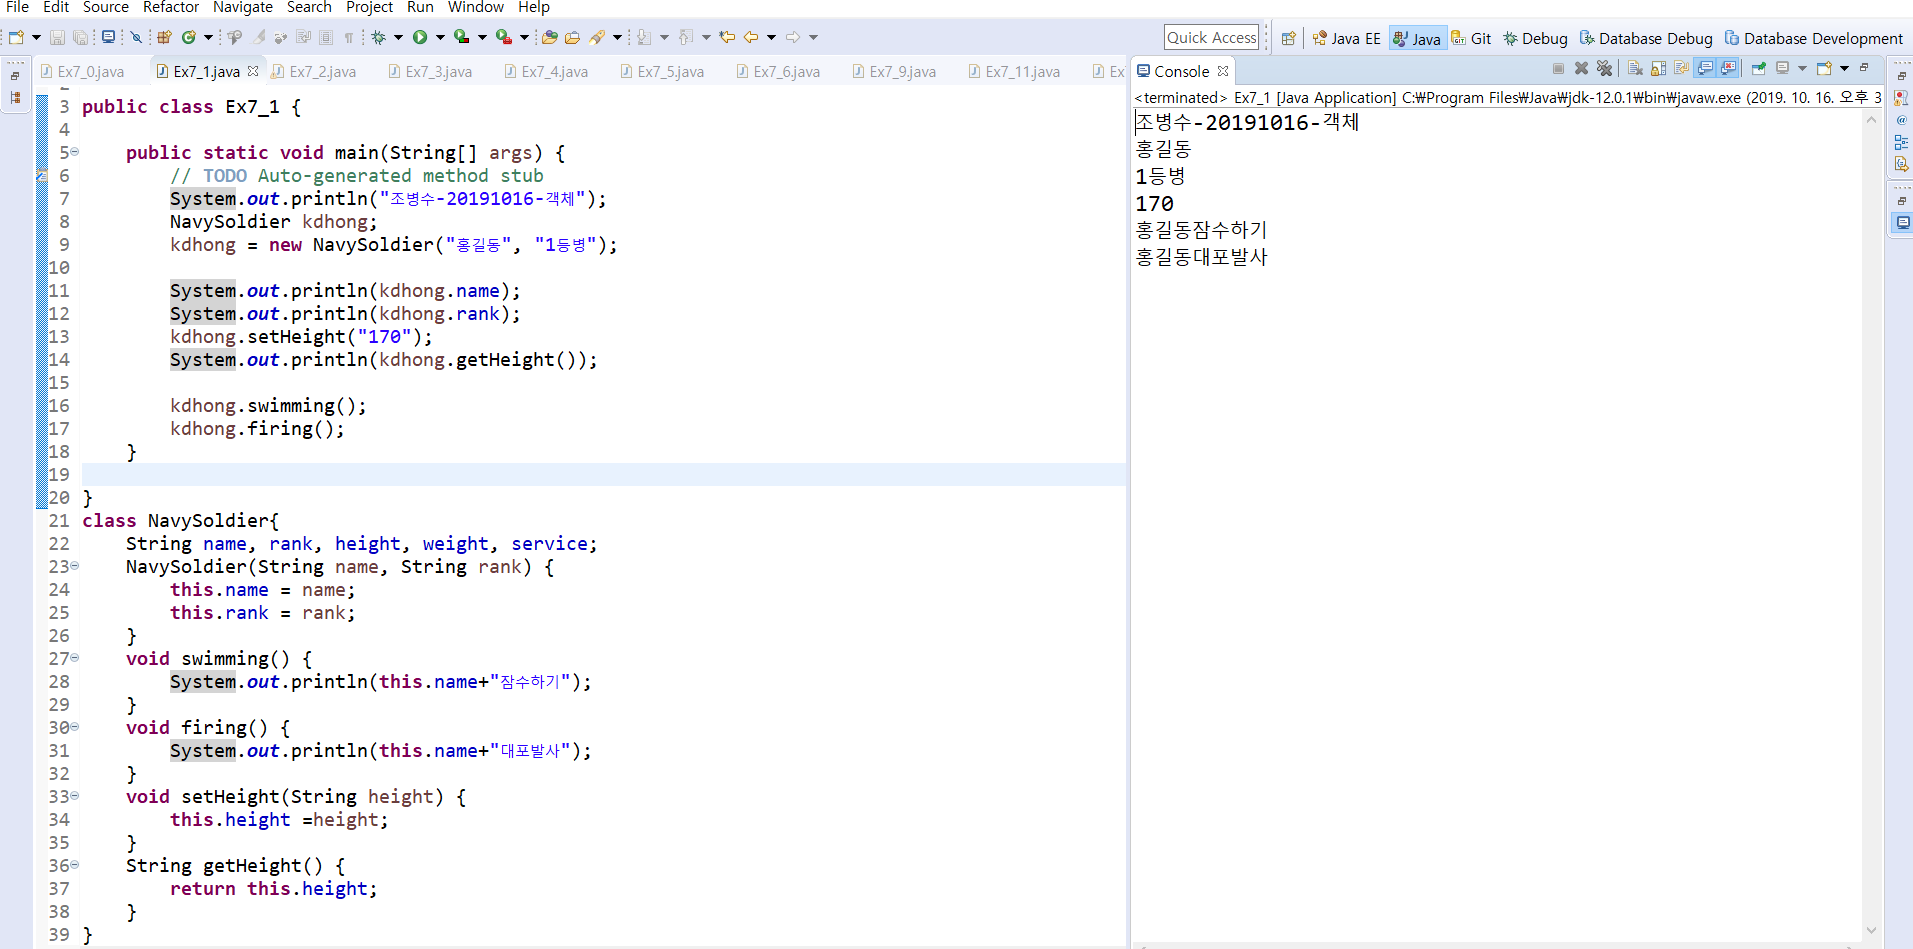 File Edit Source Refactor Navigate Search Project Run Window Help
Quick Access Java EE Java Git Debug Database Debug Database Development
Ex7_0.java Ex7_1.java Ex7_2.java Ex7_3.java Ex7_4.java Ex7_5.java Ex7_6.java Ex7_9.java Ex7_11.java Ex
3 public class Ex7_1 {
4
5 public static void main(String[] args) {
6 // TODO Auto-generated method stub
7 System.out.println("조병수-20191016-객체");
8 NavySoldier kdhong;
9 kdhong = new NavySoldier("홍길동", "1등병");
10
11 System.out.println(kdhong.name);
12 System.out.println(kdhong.rank);
13 kdhong.setHeight("170");
14 System.out.println(kdhong.getHeight());
15
16 kdhong.swimming();
17 kdhong.firing();
18 }
19
20 }
21 class NavySoldier{
22 String name, rank, height, weight, service;
23 NavySoldier(String name, String rank) {
24 this.name = name;
25 this.rank = rank;
26 }
27 void swimming() {
28 System.out.println(this.name+"잠수하기");
29 }
30 void firing() {
31 System.out.println(this.name+"대포발사");
32 }
33 void setHeight(String height) {
34 this.height =height;
35 }
36 String getHeight() {
37 return this.height;
38 }
39 }
Console
<terminated> Ex7_1 [Java Application] C:₩Program Files₩Java₩jdk-12.0.1₩bin₩javaw.exe (2019. 10. 16. 오후 3
조병수-20191016-객체
홍길동
1등병
170
홍길동잠수하기
홍길동대포발사